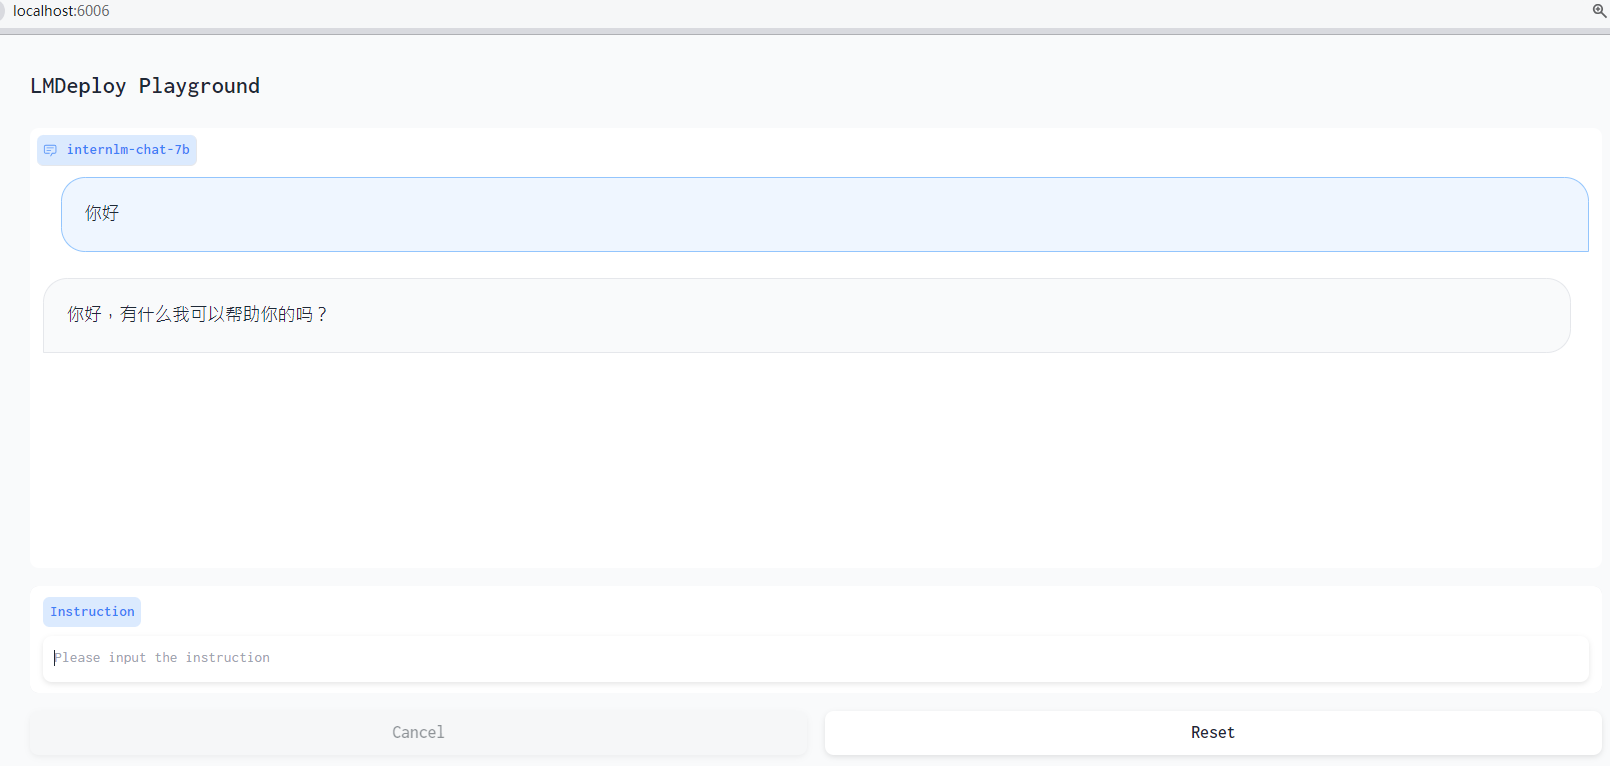 localhost:6006
LMDeploy Playground
internlm-chat-7b
你好
你好，有什么我可以帮助你的吗？
Instruction
Please input the instruction
Cancel
Reset